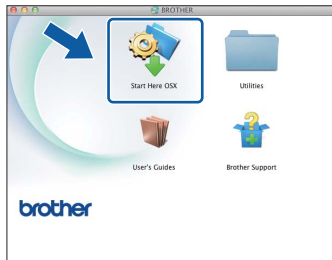 BROTHER
Start Here OSX
Utilities
User's Guides
Brother Support
brother